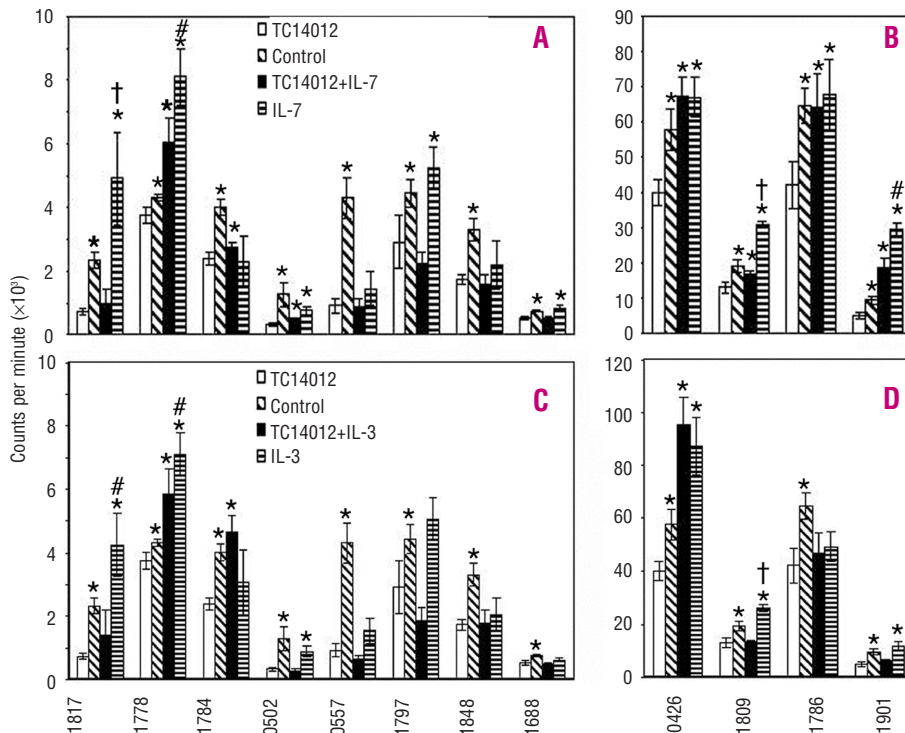 A
10
8
6
4
2
0
□ TC14012
Control
■ TC14012+IL-7
IL-7
* † * * # * * * * * * * * * * *
B
90
80
70
60
50
40
30
20
10
0
* * * * † * * * * * * # *
Counts per minute (×10³)
C
10
8
6
4
2
0
□ TC14012
Control
■ TC14012+IL-3
IL-3
* # * * * # * * * * * * * * *
1817
1778
1784
0502
0557
1797
1848
1688
D
120
100
80
60
40
20
0
* * * * † * * * *
0426
1809
1786
1901